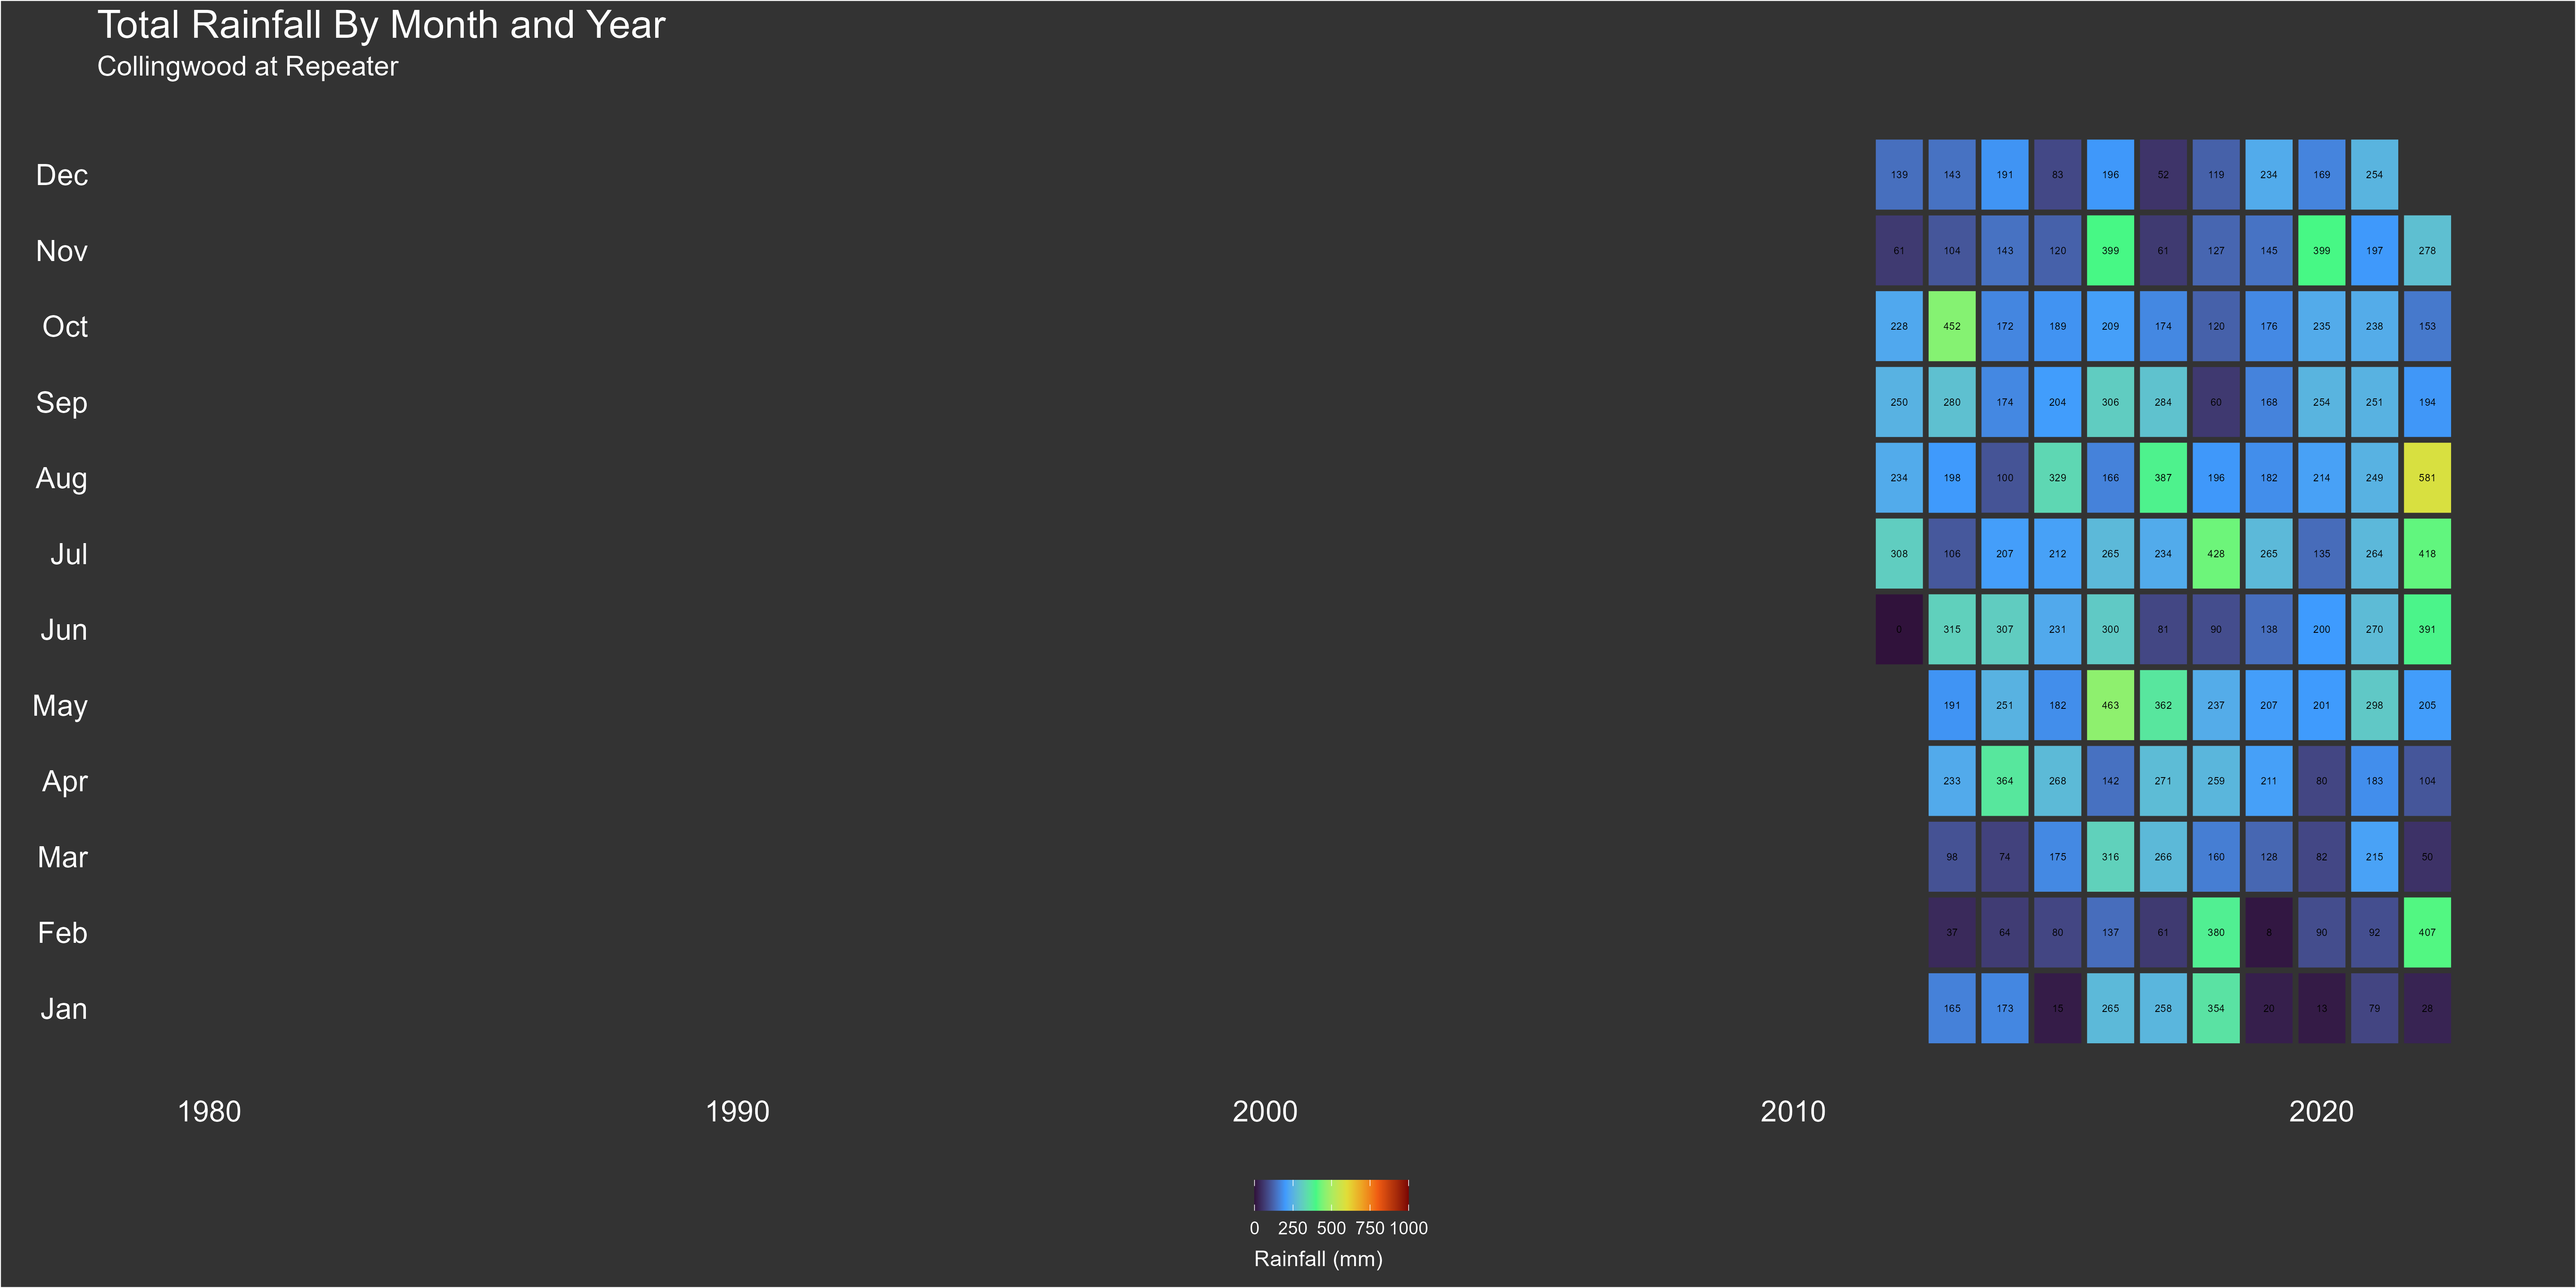 Total Rainfall By Month and Year
Collingwood at Repeater
Dec 139 143 191 83 196 52 119 234 169 254
Nov 61 104 143 120 399 61 127 145 399 197 278
Oct 228 452 172 189 209 174 120 176 235 238 153
Sep 250 280 174 204 306 284 60 168 254 251 194
Aug 234 198 100 329 166 387 196 182 214 249 581
Jul 308 106 207 212 265 234 428 265 135 264 418
Jun 0 315 307 231 300 81 90 138 200 270 391
May 191 251 182 463 362 237 207 201 298 205
Apr 233 364 268 142 271 259 211 80 183 104
Mar 98 74 175 316 266 160 128 82 215 50
Feb 37 64 80 137 61 380 8 90 92 407
Jan 165 173 15 265 258 354 20 13 79 28
1980 1990 2000 2010 2020
0 250 500 750 1000
Rainfall (mm)